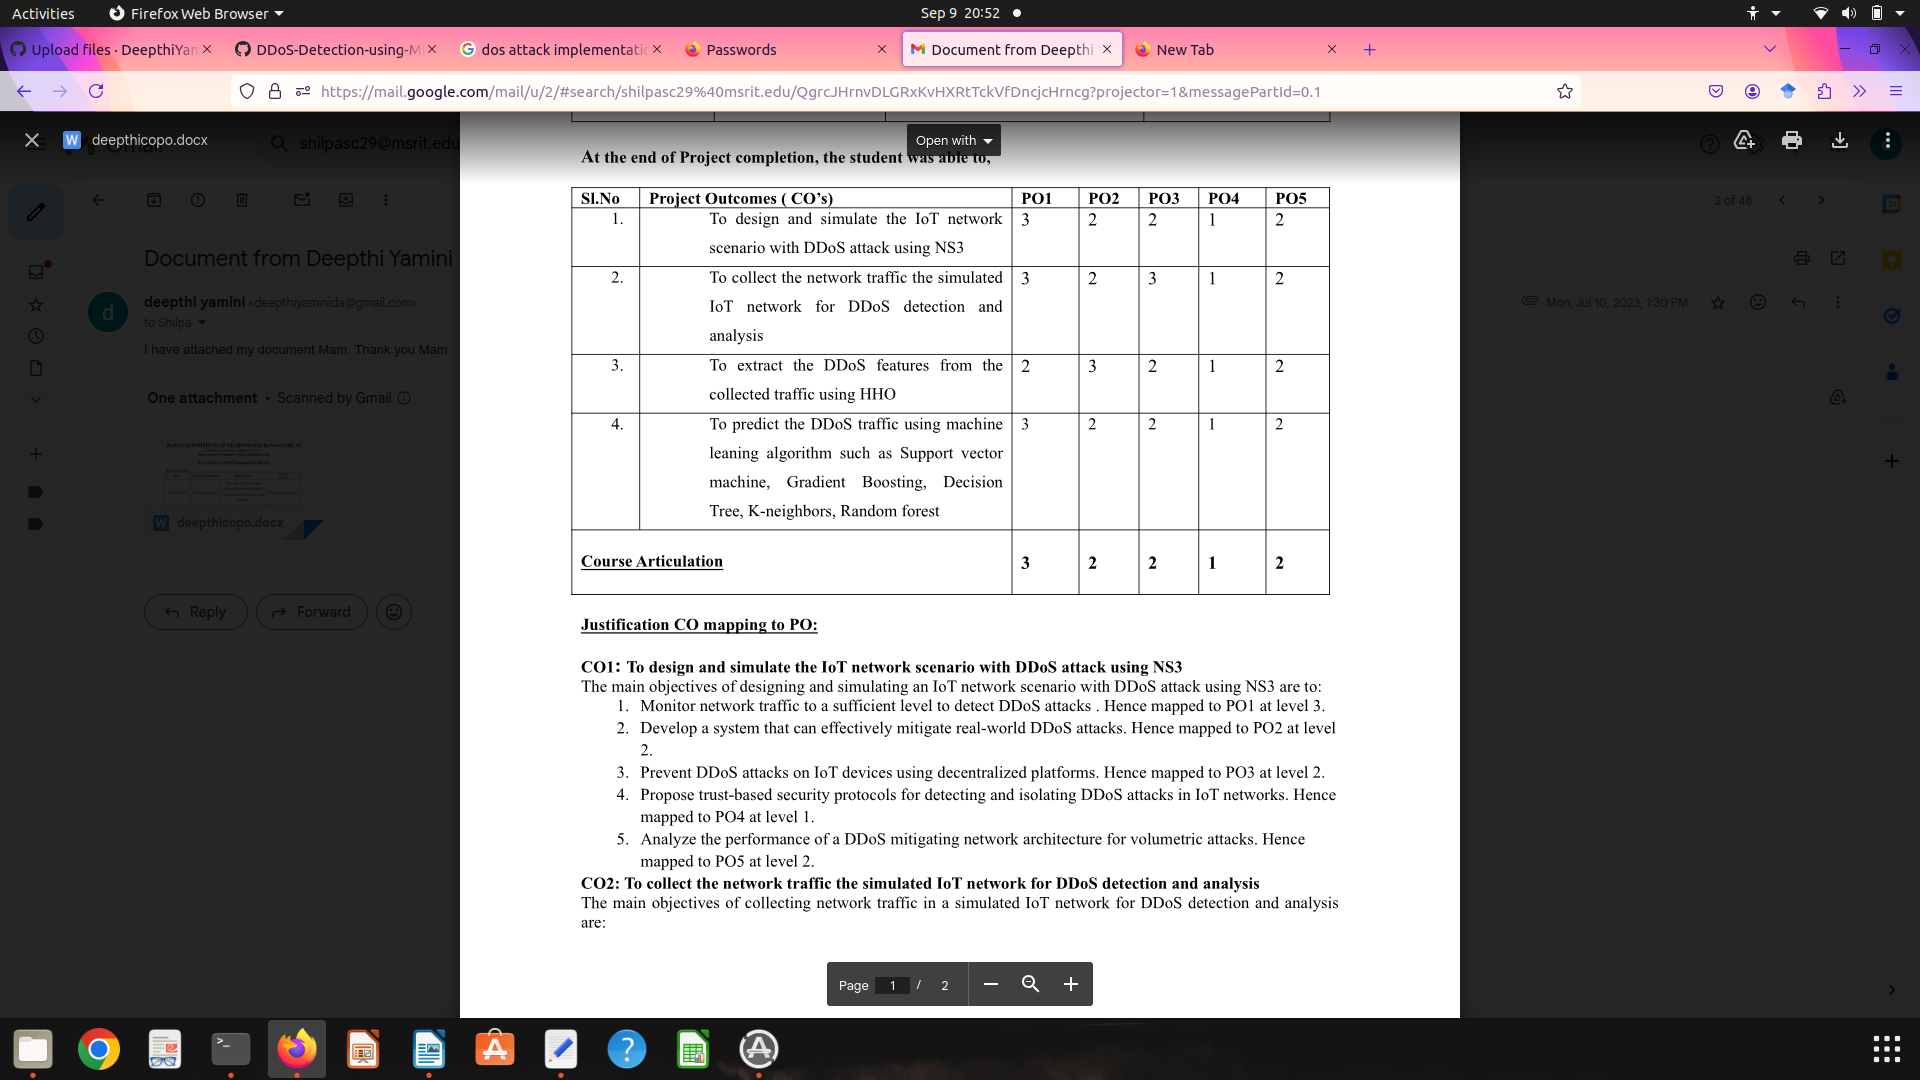 Activities
Firefox Web Browser
Sep 9 20:52
Upload files · DeepthiYam
DDoS-Detection-using-M
dos attack implementatio
Passwords
Document from Deepthi
New Tab
https://mail.google.com/mail/u/2/#search/shilpasc29%40msrit.edu/QgrcJHrnvDLGRxKvHXRtTckVfDncjcHrncg?projector=1&messagePartId=0.1
W deepthicopo.docx
shilpasc29@msrit.edu
Open with
2 of 48
Document from Deepthi Yamini
d
deepthi yamini <deepthiyaminida@gmail.com>
to Shilpa
Mon, Jul 10, 2023, 1:30 PM
I have attached my document Mam. Thank you Mam
One attachment • Scanned by Gmail
W deepthicopo.docx
Reply
Forward
At the end of Project completion, the student was able to,
Sl.No Project Outcomes ( CO’s) PO1 PO2 PO3 PO4 PO5
1. To design and simulate the IoT network 3 2 2 1 2
scenario with DDoS attack using NS3
2. To collect the network traffic the simulated 3 2 3 1 2
IoT network for DDoS detection and
analysis
3. To extract the DDoS features from the 2 3 2 1 2
collected traffic using HHO
4. To predict the DDoS traffic using machine 3 2 2 1 2
leaning algorithm such as Support vector
machine, Gradient Boosting, Decision
Tree, K-neighbors, Random forest
Course Articulation 3 2 2 1 2
Justification CO mapping to PO:
CO1: To design and simulate the IoT network scenario with DDoS attack using NS3
The main objectives of designing and simulating an IoT network scenario with DDoS attack using NS3 are to:
1. Monitor network traffic to a sufficient level to detect DDoS attacks . Hence mapped to PO1 at level 3.
2. Develop a system that can effectively mitigate real-world DDoS attacks. Hence mapped to PO2 at level
2.
3. Prevent DDoS attacks on IoT devices using decentralized platforms. Hence mapped to PO3 at level 2.
4. Propose trust-based security protocols for detecting and isolating DDoS attacks in IoT networks. Hence
mapped to PO4 at level 1.
5. Analyze the performance of a DDoS mitigating network architecture for volumetric attacks. Hence
mapped to PO5 at level 2.
CO2: To collect the network traffic the simulated IoT network for DDoS detection and analysis
The main objectives of collecting network traffic in a simulated IoT network for DDoS detection and analysis
are:
Page 1 / 2